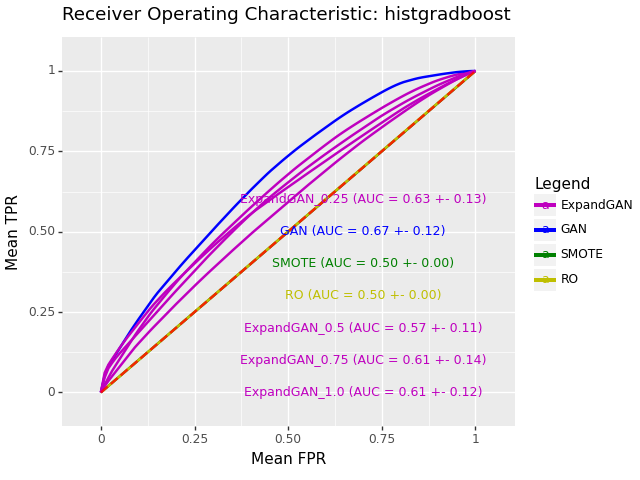 Receiver Operating Characteristic: histgradboost
1
0.75
0.50
0.25
0
Mean TPR
ExpandGAN_0.25 (AUC = 0.63 +- 0.13)
GAN (AUC = 0.67 +- 0.12)
SMOTE (AUC = 0.50 +- 0.00)
RO (AUC = 0.50 +- 0.00)
ExpandGAN_0.5 (AUC = 0.57 +- 0.11)
ExpandGAN_0.75 (AUC = 0.61 +- 0.14)
ExpandGAN_1.0 (AUC = 0.61 +- 0.12)
0
0.25
0.50
0.75
1
Mean FPR
Legend
a ExpandGAN
a GAN
a SMOTE
a RO